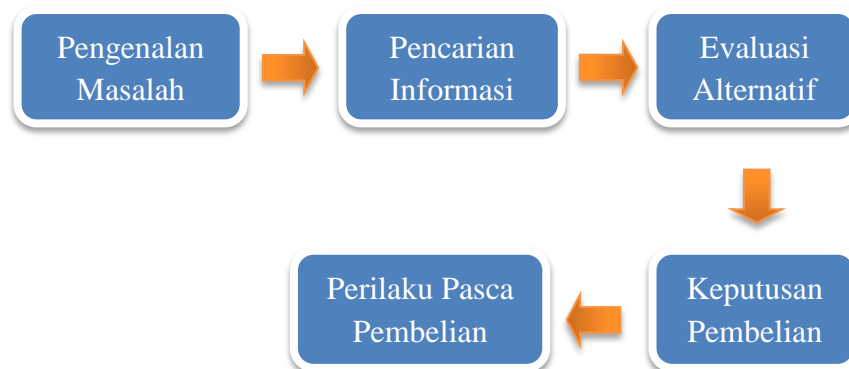 Pengenalan
Masalah
Pencarian
Informasi
Evaluasi
Alternatif
Keputusan
Pembelian
Perilaku Pasca
Pembelian